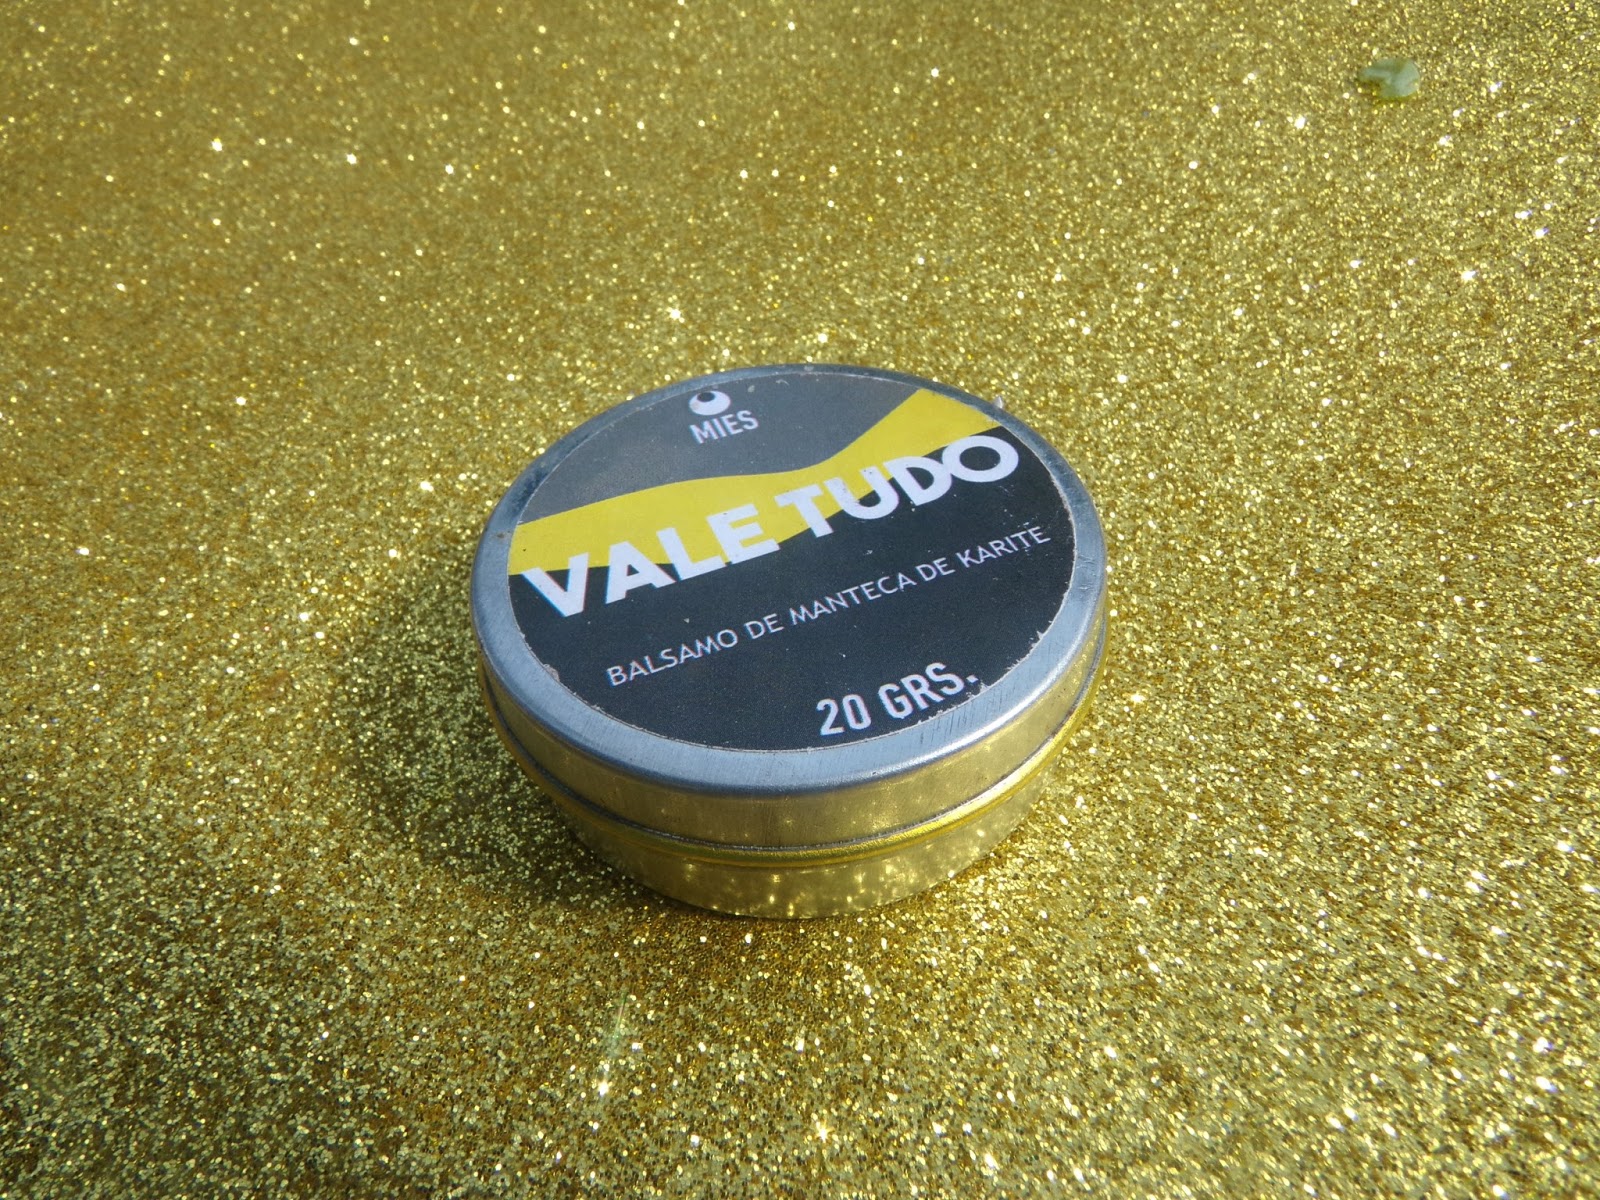 MIES
VALE TUDO
BALSAMO DE MANTECA DE KARITE
20 GRS.